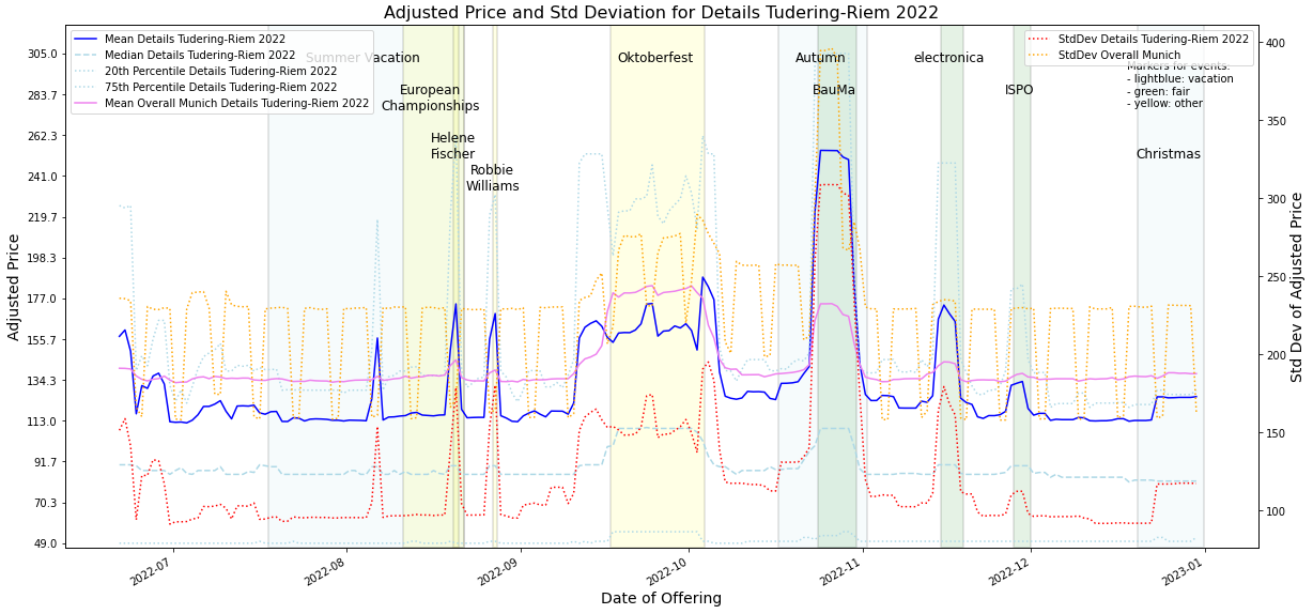 Adjusted Price and Std Deviation for Details Tudering-Riem 2022
Mean Details Tudering-Riem 2022
Median Details Tudering-Riem 2022
20th Percentile Details Tudering-Riem 2022
75th Percentile Details Tudering-Riem 2022
Mean Overall Munich Details Tudering-Riem 2022
StdDev Details Tudering-Riem 2022
StdDev Overall Munich
Summer Vacation
European
Championships
Helene
Fischer
Robbie
Williams
Oktoberfest
Autumn
BauMa
electronica
ISPO
Markers for events:
- lightblue: vacation
- green: fair
- yellow: other
Christmas
Adjusted Price
305.0
283.7
262.3
241.0
219.7
198.3
177.0
155.7
134.3
113.0
91.7
70.3
49.0
Std Dev of Adjusted Price
400
350
300
250
200
150
100
2022-07
2022-08
2022-09
2022-10
2022-11
2022-12
2023-01
Date of Offering